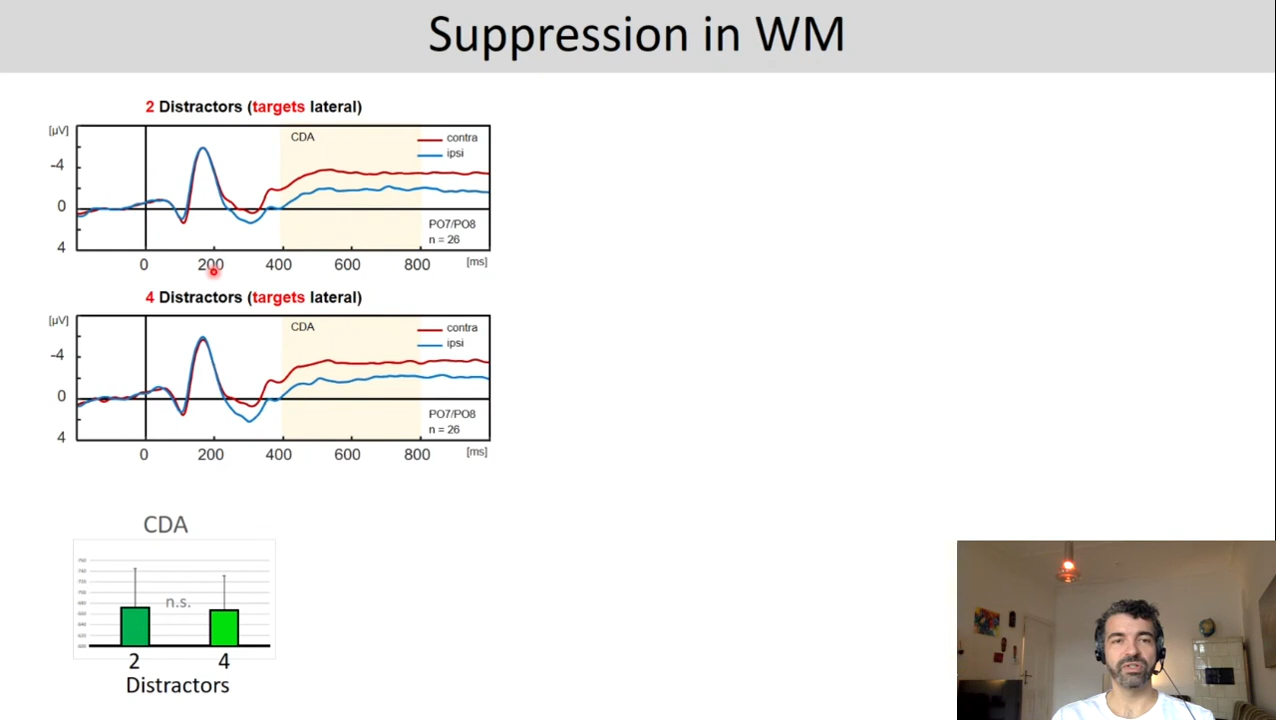 Suppression in WM
2 Distractors (targets lateral)
[µV]
CDA
contra
ipsi
-4
0
4
PO7/PO8
n = 26
0 200 400 600 800 [ms]
4 Distractors (targets lateral)
[µV]
CDA
contra
ipsi
-4
0
4
PO7/PO8
n = 26
0 200 400 600 800 [ms]
CDA
n.s.
2 4
Distractors